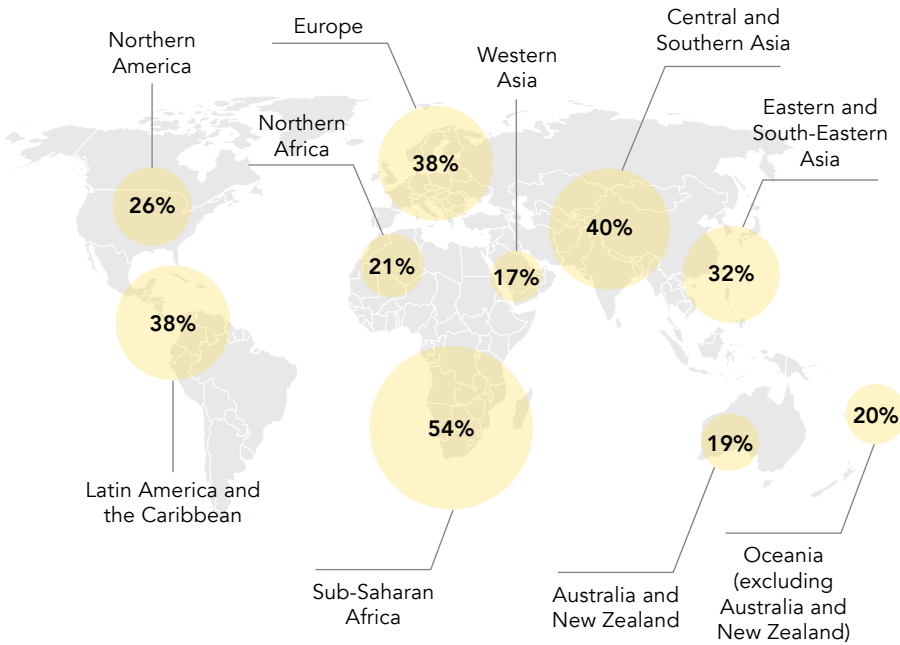 Northern
America
26%
Europe
38%
Western
Asia
17%
Central and
Southern Asia
40%
Northern
Africa
21%
Eastern and
South-Eastern
Asia
32%
38%
Latin America and
the Caribbean
54%
Sub-Saharan
Africa
19%
Australia and
New Zealand
20%
Oceania
(excluding
Australia and
New Zealand)